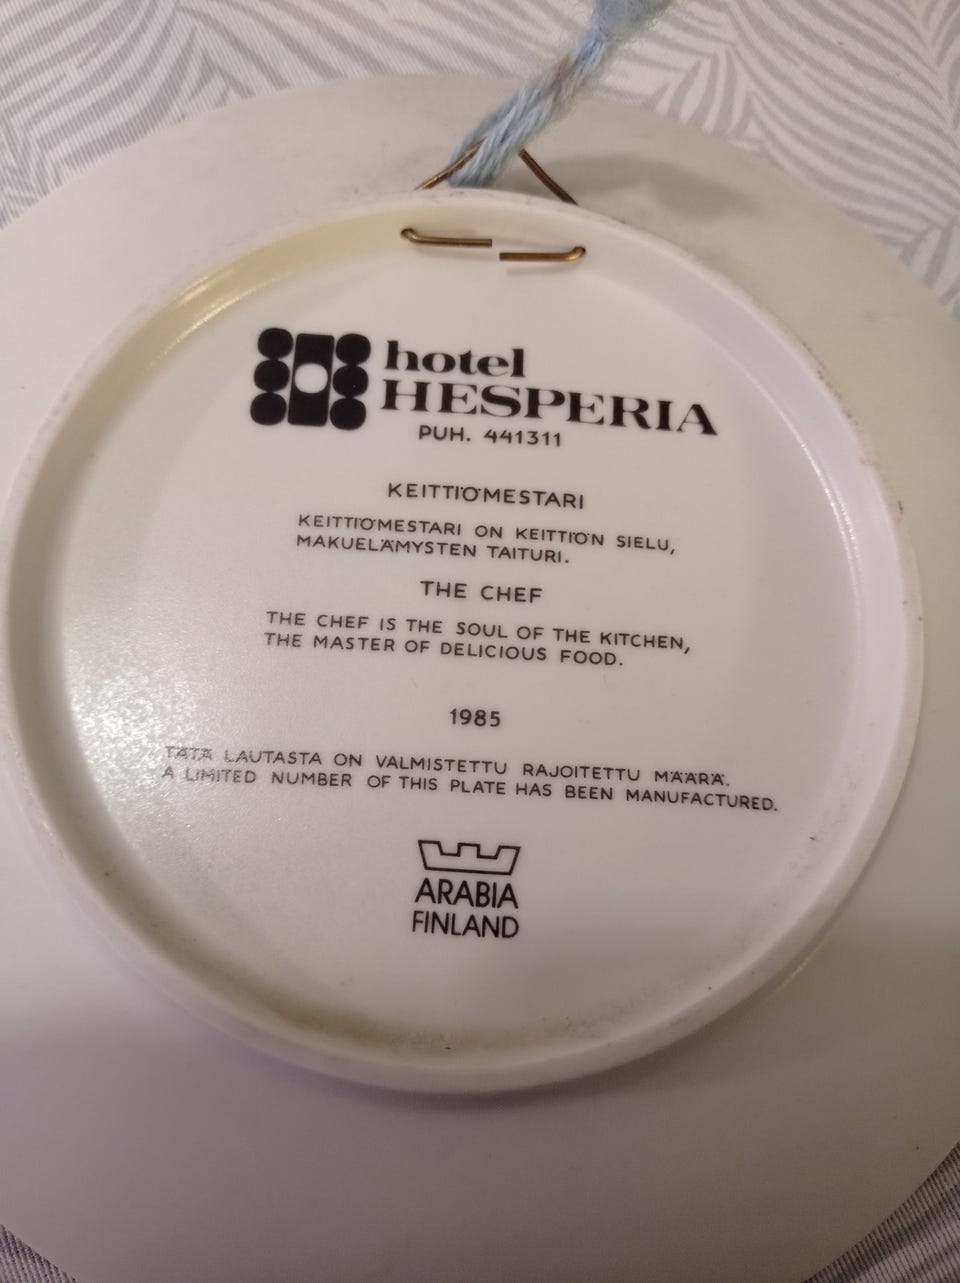 hotel
HESPERIA
PUH. 441311
KEITTIÖMESTARI
KEITTIÖMESTARI ON KEITTIÖN SIELU,
MAKUELÄMYSTEN TAITURI.
THE CHEF
THE CHEF IS THE SOUL OF THE KITCHEN,
THE MASTER OF DELICIOUS FOOD.
1985
TÄTÄ LAUTASTA ON VALMISTETTU RAJOITETTU MÄÄRÄ.
A LIMITED NUMBER OF THIS PLATE HAS BEEN MANUFACTURED.
ARABIA
FINLAND